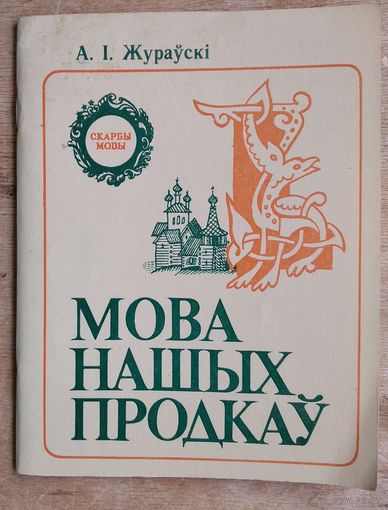 А. І. Жураўскі
СКАРБЫ
МОВЫ
МОВА
НАШЫХ
ПРОДКАЎ